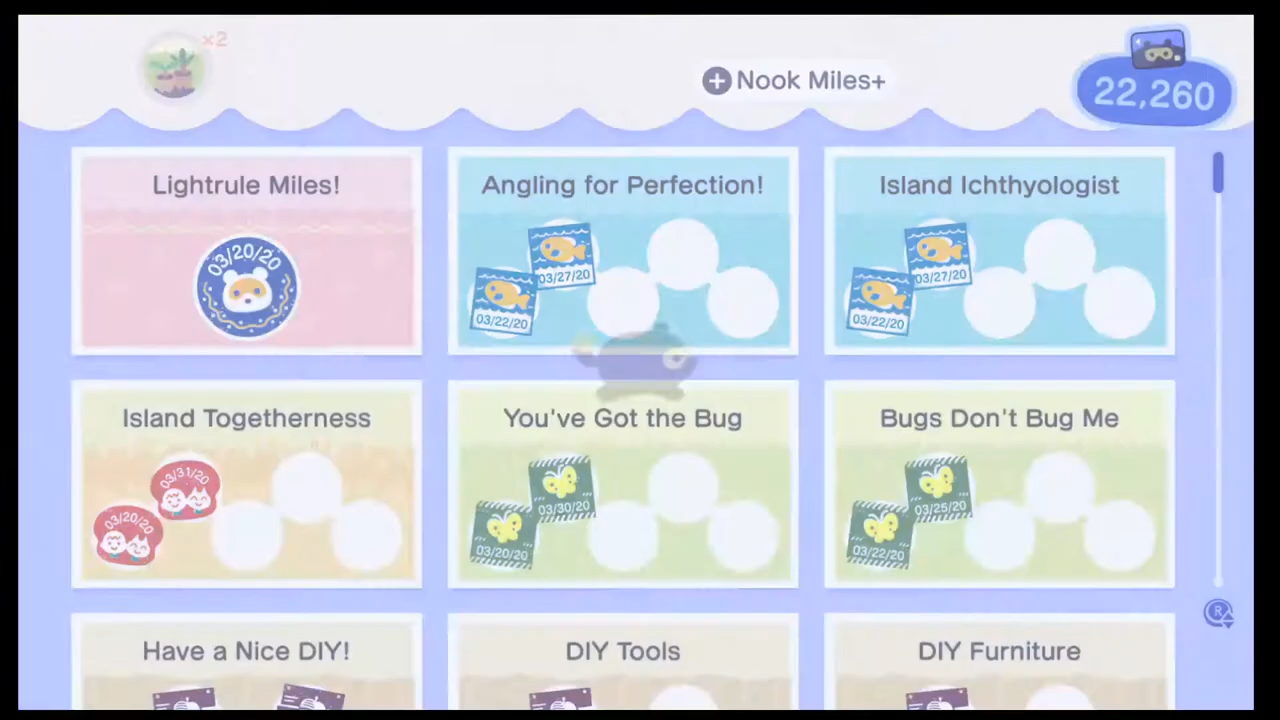 ×2
Nook Miles+
22,260
Lightrule Miles!
Angling for Perfection!
Island Ichthyologist
03/20/20
03/27/20
03/22/20
03/27/20
03/22/20
Island Togetherness
You've Got the Bug
Bugs Don't Bug Me
03/31/20
03/20/20
03/30/20
03/20/20
03/25/20
03/22/20
R
Have a Nice DIY!
DIY Tools
DIY Furniture